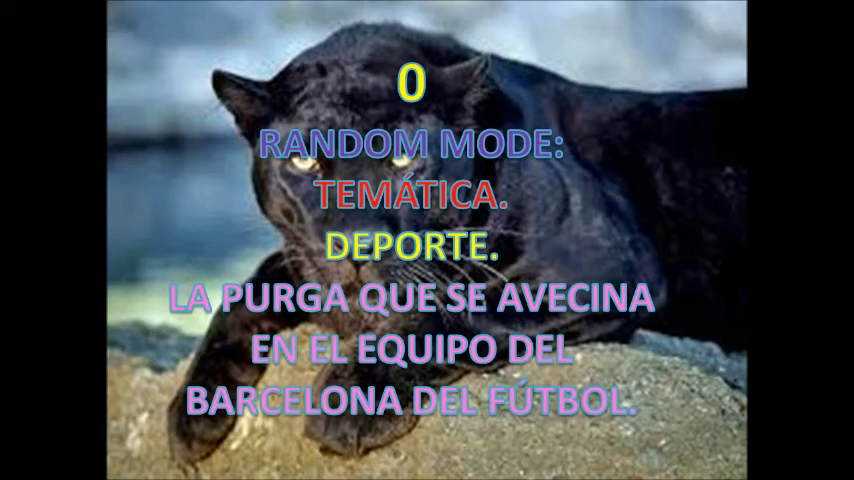 0
RANDOM MODE:
TEMÁTICA.
DEPORTE.
LA PURGA QUE SE AVECINA
EN EL EQUIPO DEL
BARCELONA DEL FÚTBOL.